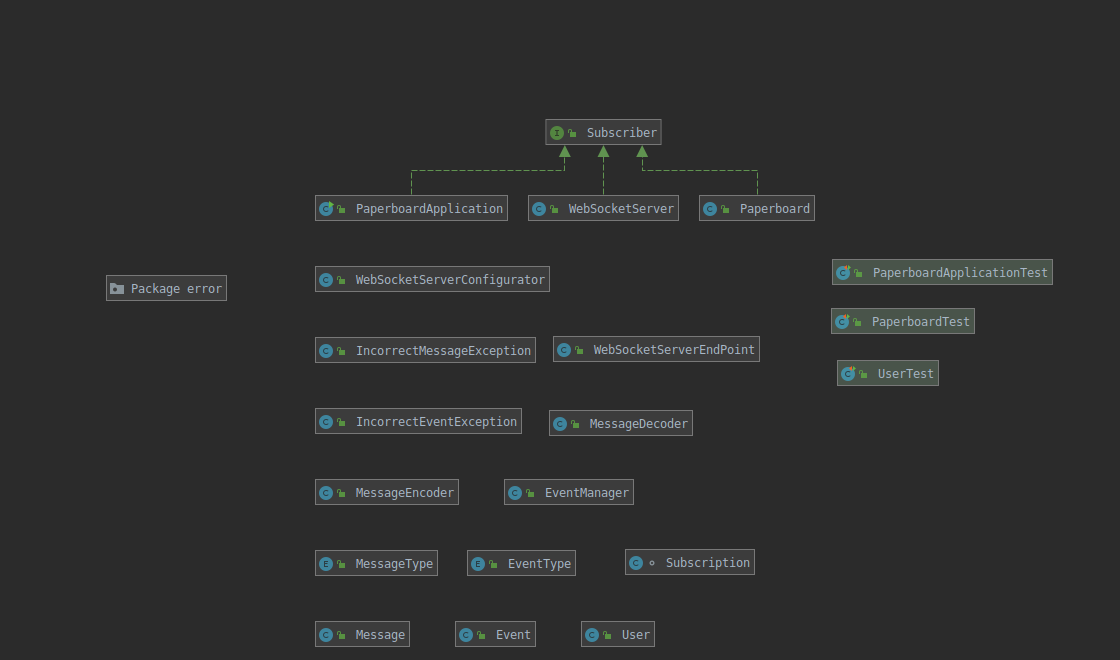 Subscriber
PaperboardApplication
WebSocketServer
Paperboard
WebSocketServerConfigurator
PaperboardApplicationTest
Package error
PaperboardTest
IncorrectMessageException
WebSocketServerEndPoint
UserTest
IncorrectEventException
MessageDecoder
MessageEncoder
EventManager
MessageType
EventType
Subscription
Message
Event
User